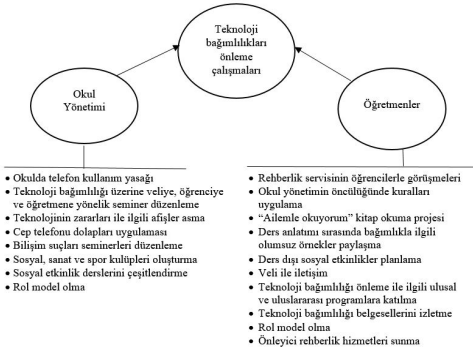 Teknoloji
bağımlılıkları
önleme
çalışmaları
Okul
Yönetimi
Öğretmenler
• Okulda telefon kullanım yasağı
• Teknoloji bağımlılığı üzerine veliye, öğrenciye
ve öğretmene yönelik seminer düzenleme
• Teknolojinin zararları ile ilgili afişler asma
• Cep telefonu dolapları uygulaması
• Bilişim suçları seminerleri düzenleme
• Sosyal, sanat ve spor kulüpleri oluşturma
• Sosyal etkinlik derslerini çeşitlendirme
• Rol model olma
• Rehberlik servisinin öğrencilerle görüşmeleri
• Okul yönetimin öncülüğünde kuralları
uygulama
• “Ailemle okuyorum” kitap okuma projesi
• Ders anlatımı sırasında bağımlıkla ilgili
olumsuz örnekler paylaşma
• Ders dışı sosyal etkinlikler planlama
• Veli ile iletişim
• Teknoloji bağımlılığı önleme ile ilgili ulusal
ve uluslararası programlara katılma
• Teknoloji bağımlılığı belgesellerini izletme
• Rol model olma
• Önleyici rehberlik hizmetleri sunma